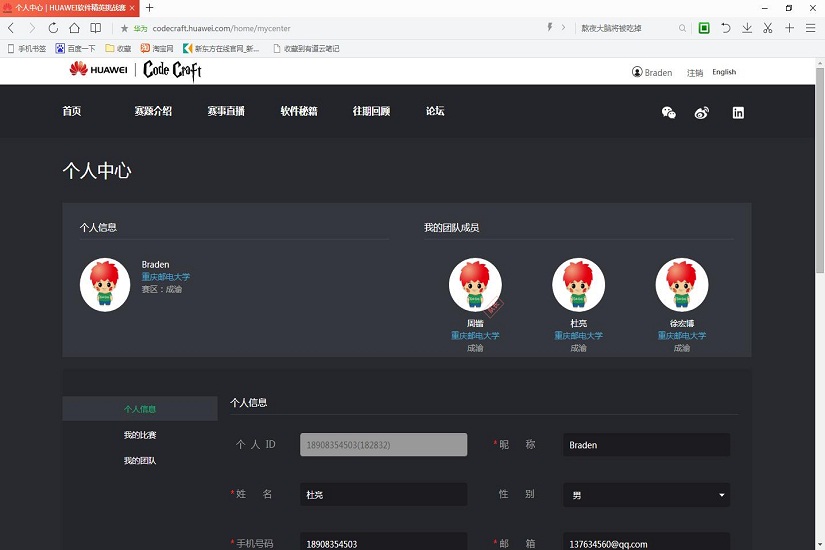 个人中心 | HUAWEI软件精英挑战赛
华为 codecraft.huawei.com/home/mycenter
熬夜大脑将被吃掉
手机书签 百度一下 收藏 淘宝网 新东方在线官网_新... 收藏到有道云笔记
HUAWEI | Code Craft
Braden 注销 English
首页 赛题介绍 赛事直播 软件秘籍 往期回顾 论坛
个人中心
个人信息
Braden
重庆邮电大学
赛区：成渝
我的团队成员
周锴 杜亮 徐宏博
重庆邮电大学 重庆邮电大学 重庆邮电大学
成渝 成渝 成渝
个人信息
我的比赛
我的团队
个人信息
个 人 ID 18908354503(182832) * 昵 称 Braden
* 姓 名 杜亮 性 别 男
* 手机号码 18908354503 * 邮 箱 137634560@qq.com